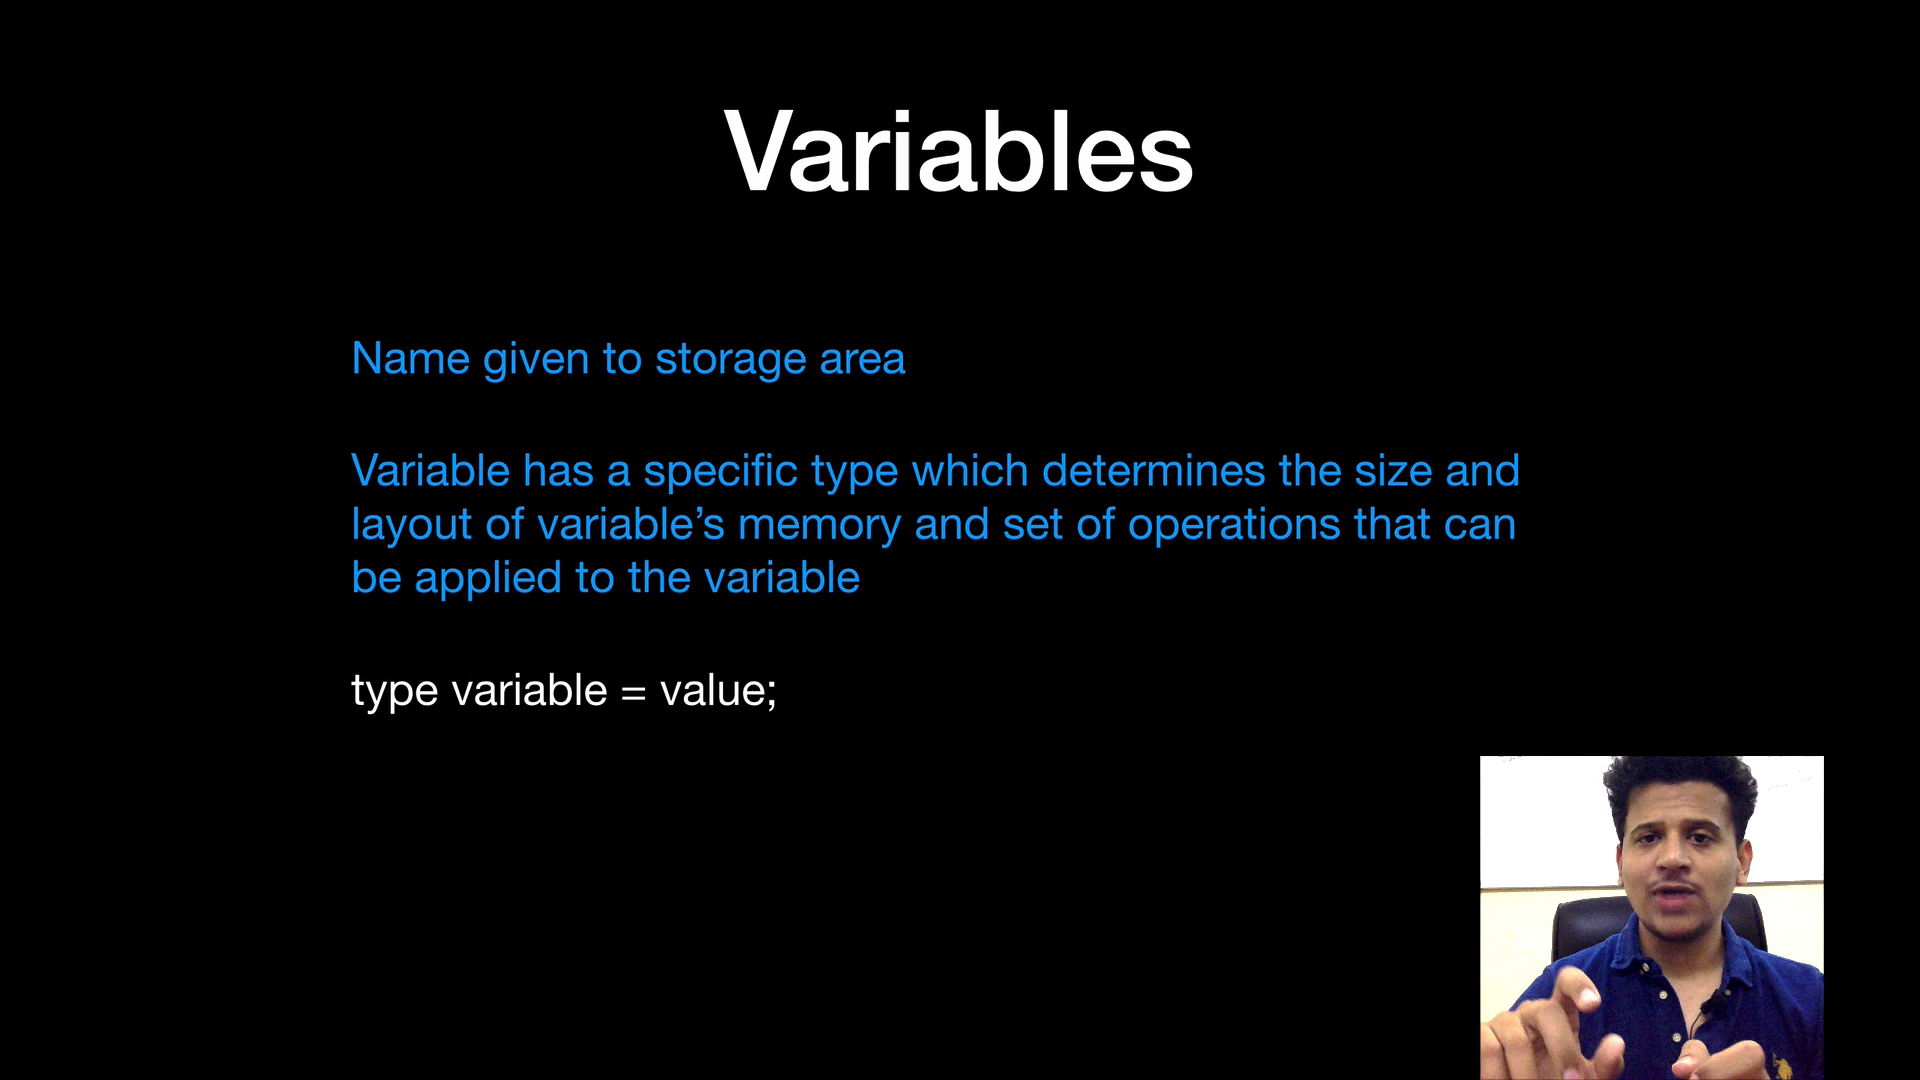 Variables
Name given to storage area
Variable has a specific type which determines the size and
layout of variable’s memory and set of operations that can
be applied to the variable
type variable = value;